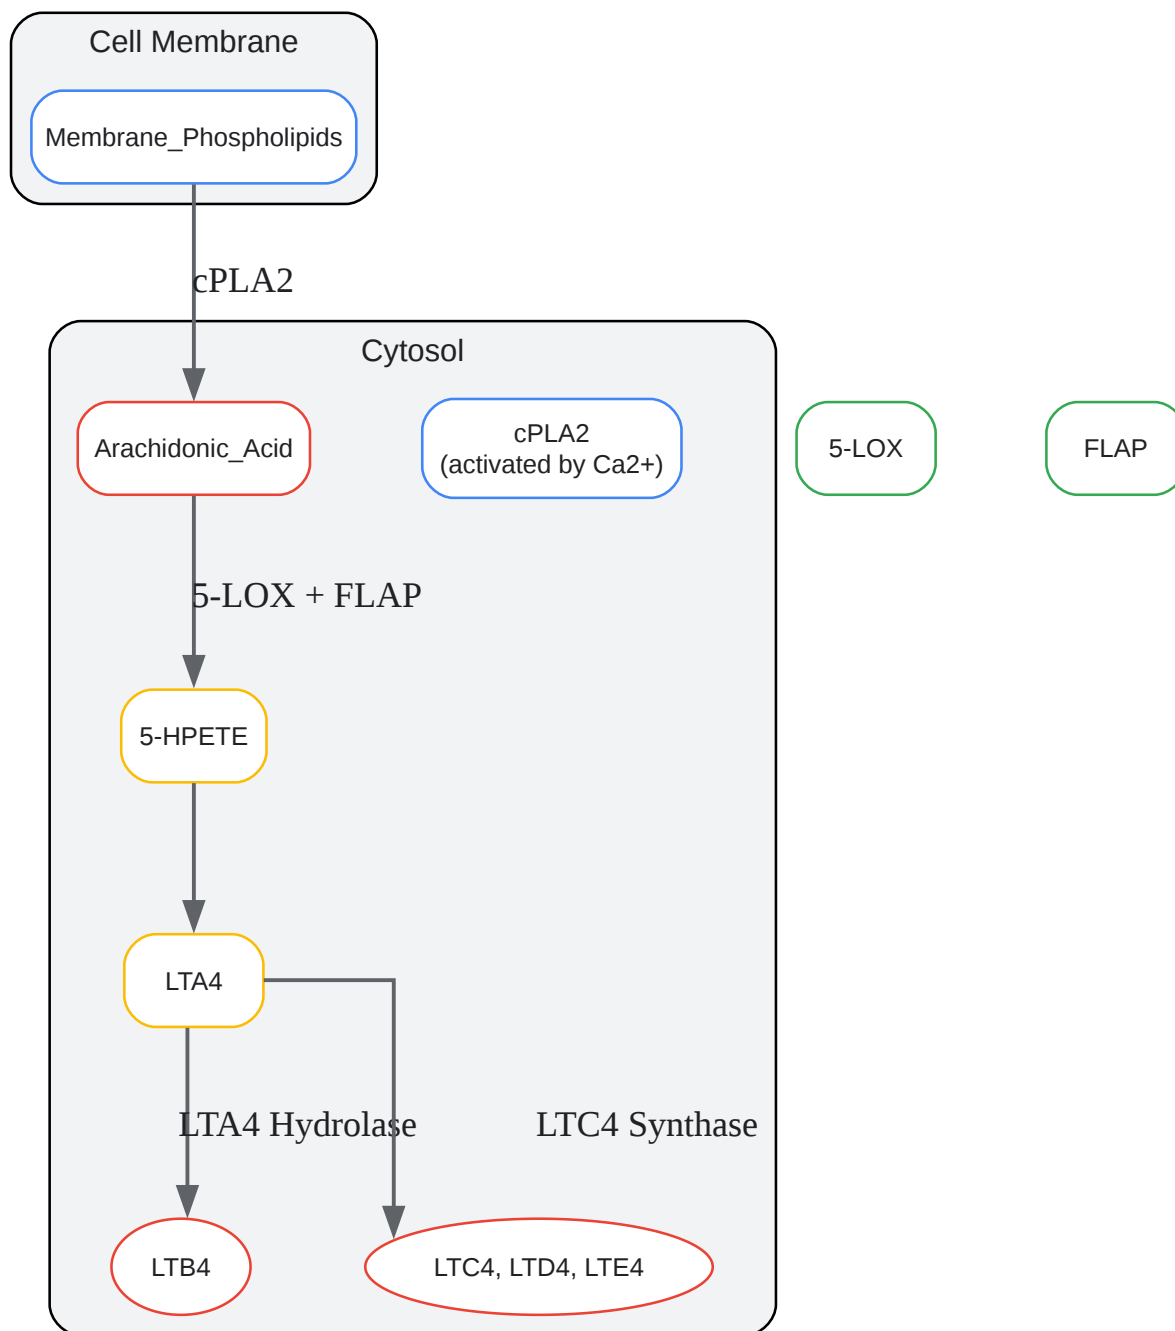 Cell Membrane
Membrane_Phospholipids
cPLA2
Cytosol
Arachidonic_Acid
cPLA2
(activated by Ca2+)
5-LOX
FLAP
5-LOX + FLAP
5-HPETE
LTA4
LTA4 Hydrolase
LTC4 Synthase
LTB4
LTC4, LTD4, LTE4